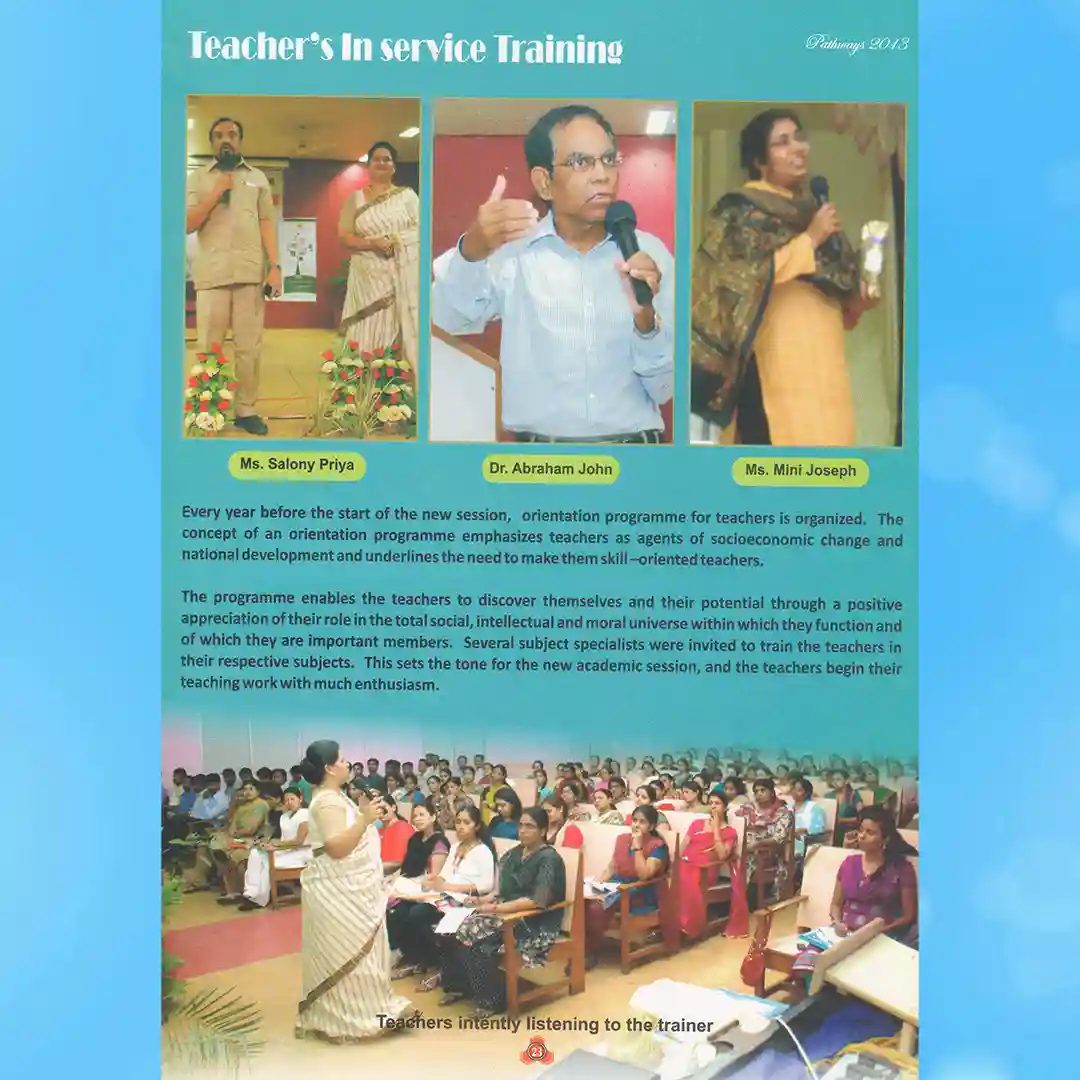 Teacher's In service Training
Pathways 2013
Ms. Salony Priya
Dr. Abraham John
Ms. Mini Joseph
Every year before the start of the new session, orientation programme for teachers is organized. The
concept of an orientation programme emphasizes teachers as agents of socioeconomic change and
national development and underlines the need to make them skill –oriented teachers.
The programme enables the teachers to discover themselves and their potential through a positive
appreciation of their role in the total social, intellectual and moral universe within which they function and
of which they are important members. Several subject specialists were invited to train the teachers in
their respective subjects. This sets the tone for the new academic session, and the teachers begin their
teaching work with much enthusiasm.
Teachers intently listening to the trainer
23